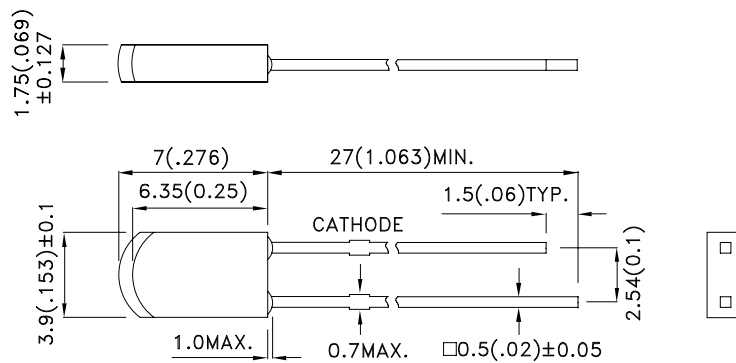 1.75(.069)
±0.127
7(.276)
27(1.063)MIN.
6.35(0.25)
1.5(.06)TYP.
CATHODE
3.9(.153)±0.1
2.54(0.1)
1.0MAX.
0.7MAX.
□0.5(.02)±0.05